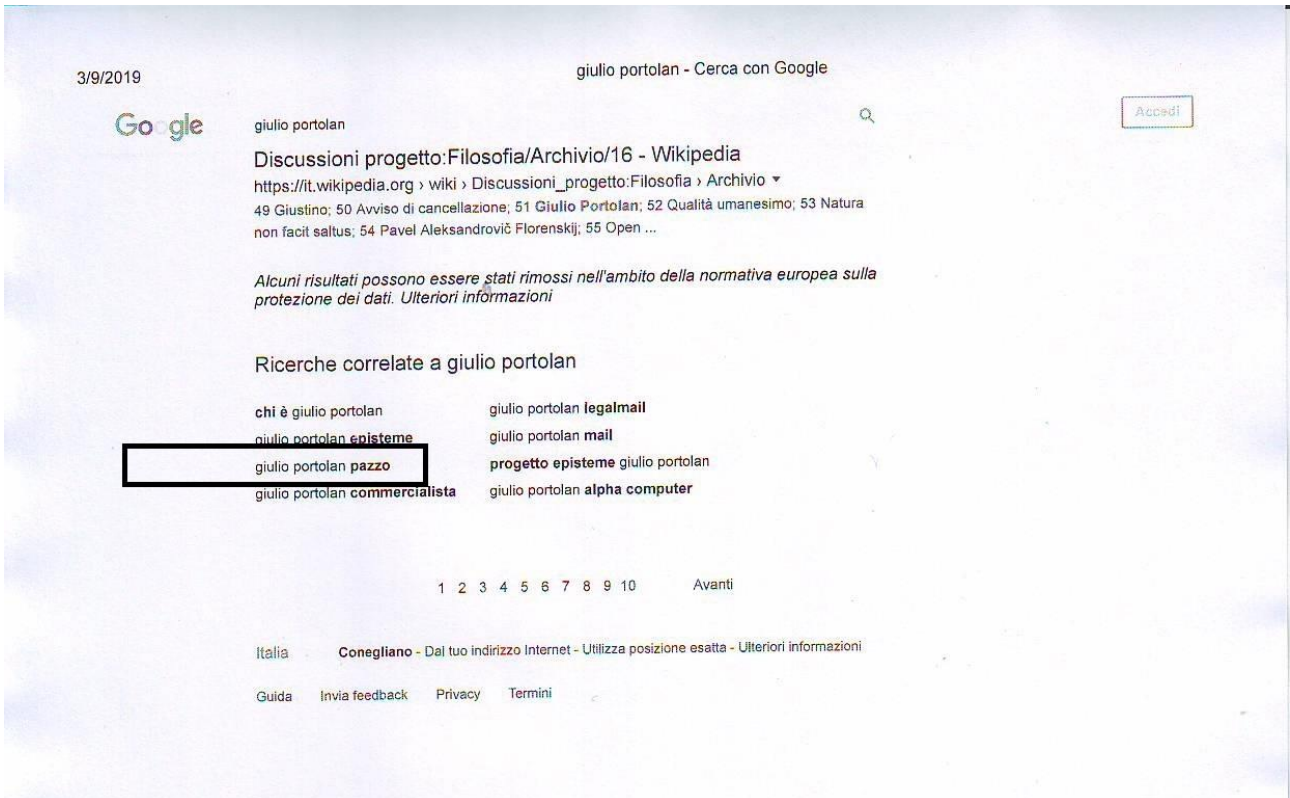 3/9/2019
giulio portolan - Cerca con Google
Google
giulio portolan
Accedi
Discussioni progetto:Filosofia/Archivio/16 - Wikipedia
https://it.wikipedia.org › wiki › Discussioni_progetto:Filosofia › Archivio
49 Giustino; 50 Avviso di cancellazione; 51 Giulio Portolan; 52 Qualità umanesimo; 53 Natura
non facit saltus; 54 Pavel Aleksandrovič Florenskij; 55 Open ...
Alcuni risultati possono essere stati rimossi nell'ambito della normativa europea sulla
protezione dei dati. Ulteriori informazioni
Ricerche correlate a giulio portolan
chi è giulio portolan
giulio portolan episteme
giulio portolan pazzo
giulio portolan commercialista
giulio portolan legalmail
giulio portolan mail
progetto episteme giulio portolan
giulio portolan alpha computer
1 2 3 4 5 6 7 8 9 10 Avanti
Italia Conegliano - Dal tuo indirizzo Internet - Utilizza posizione esatta - Ulteriori informazioni
Guida Invia feedback Privacy Termini